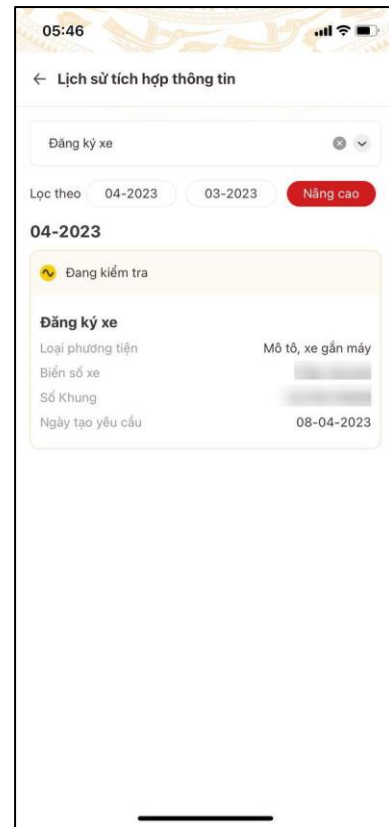 05:46
Lịch sử tích hợp thông tin
Đăng ký xe
Lọc theo 04-2023 03-2023 Nâng cao
04-2023
Đang kiểm tra
Đăng ký xe
Loại phương tiện Mô tô, xe gắn máy
Biển số xe
Số Khung
Ngày tạo yêu cầu 08-04-2023